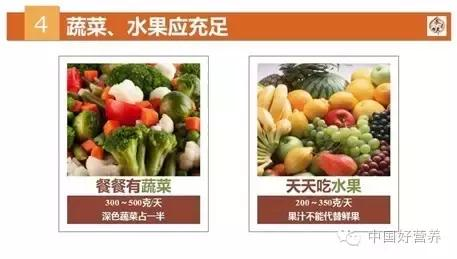 4 蔬菜、水果应充足
餐餐有蔬菜
300～500克/天
深色蔬菜占一半
天天吃水果
200～350克/天
果汁不能代替鲜果
中国好营养